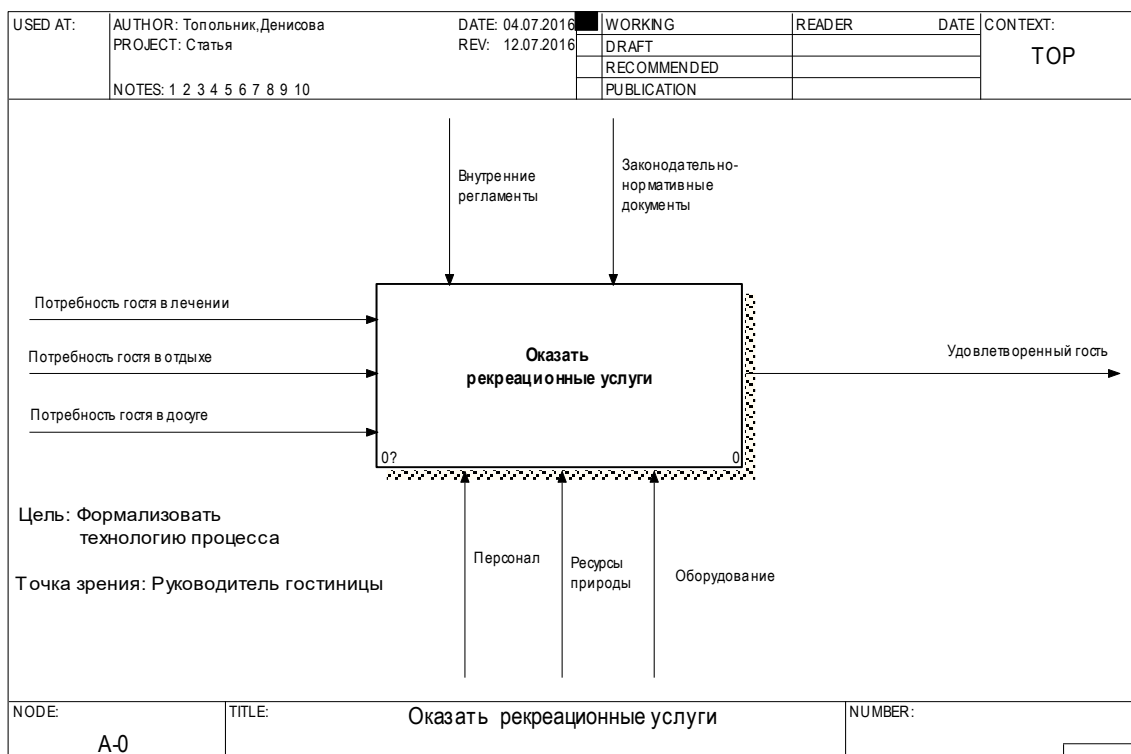 USED AT:
AUTHOR: Топольник,Денисова
DATE: 04.07.2016
PROJECT: Статья
REV: 12.07.2016
NOTES: 1 2 3 4 5 6 7 8 9 10
WORKING
DRAFT
RECOMMENDED
PUBLICATION
READER
DATE
CONTEXT:
TOP
Внутренние
регламенты
Законодательно-
нормативные
документы
Потребность гостя в лечении
Потребность гостя в отдыхе
Потребность гостя в досуге
Оказать
рекреационные услуги
0?
0
Удовлетворенный гость
Цель: Формализовать
технологию процесса
Точка зрения: Руководитель гостиницы
Персонал
Ресурсы
природы
Оборудование
NODE:
A-0
TITLE:
Оказать рекреационные услуги
NUMBER: